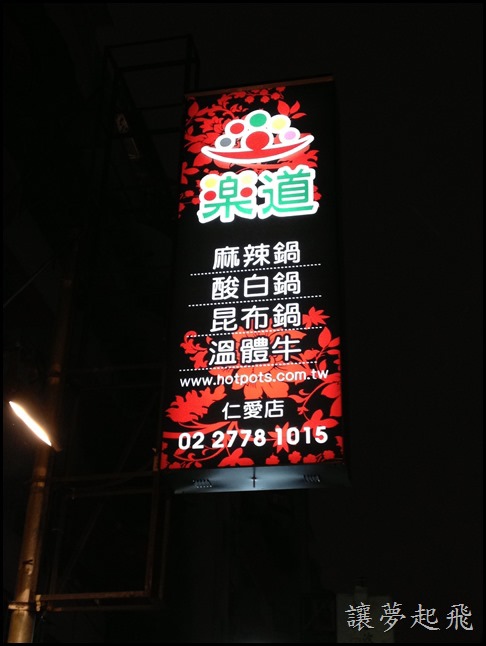 楽道
麻辣鍋
酸白鍋
昆布鍋
溫體牛
www.hotpots.com.tw
仁愛店
02 2778 1015
讓夢起飛